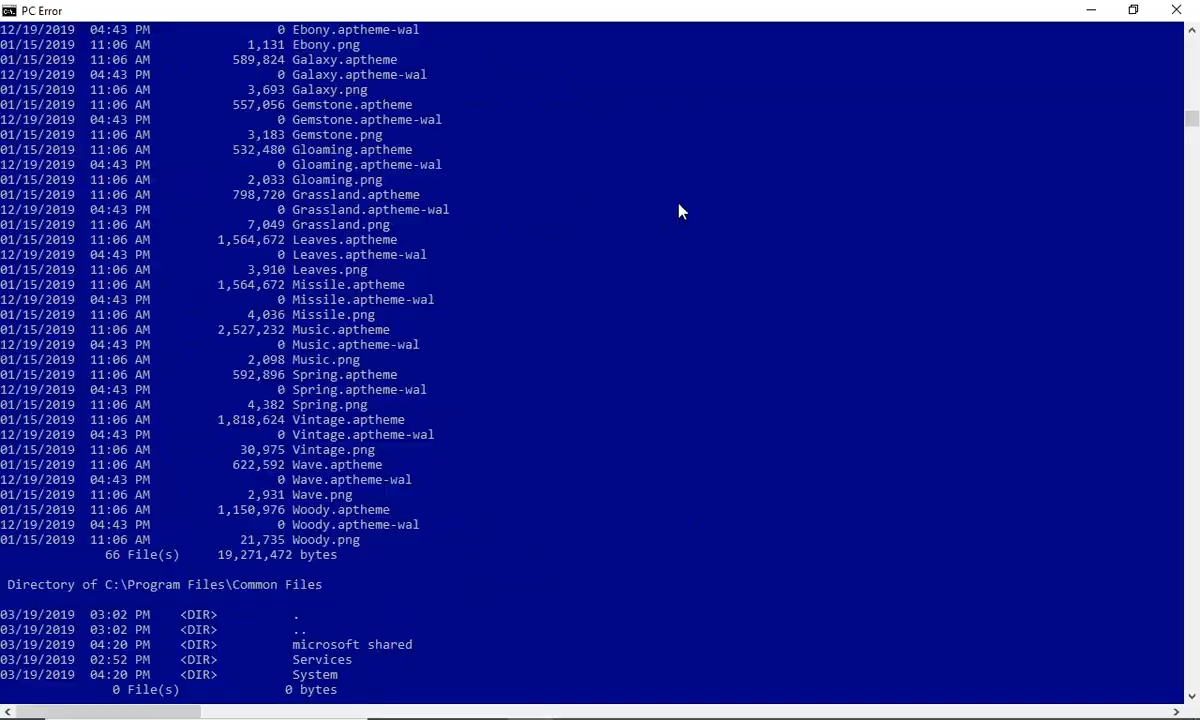 PC Error
12/19/2019 04:43 PM 0 Ebony.aptheme-wal
01/15/2019 11:06 AM 1,131 Ebony.png
01/15/2019 11:06 AM 589,824 Galaxy.aptheme
12/19/2019 04:43 PM 0 Galaxy.aptheme-wal
01/15/2019 11:06 AM 3,693 Galaxy.png
01/15/2019 11:06 AM 557,056 Gemstone.aptheme
12/19/2019 04:43 PM 0 Gemstone.aptheme-wal
01/15/2019 11:06 AM 3,183 Gemstone.png
01/15/2019 11:06 AM 532,480 Gloaming.aptheme
12/19/2019 04:43 PM 0 Gloaming.aptheme-wal
01/15/2019 11:06 AM 2,033 Gloaming.png
01/15/2019 11:06 AM 798,720 Grassland.aptheme
12/19/2019 04:43 PM 0 Grassland.aptheme-wal
01/15/2019 11:06 AM 7,049 Grassland.png
01/15/2019 11:06 AM 1,564,672 Leaves.aptheme
12/19/2019 04:43 PM 0 Leaves.aptheme-wal
01/15/2019 11:06 AM 3,910 Leaves.png
01/15/2019 11:06 AM 1,564,672 Missile.aptheme
12/19/2019 04:43 PM 0 Missile.aptheme-wal
01/15/2019 11:06 AM 4,036 Missile.png
01/15/2019 11:06 AM 2,527,232 Music.aptheme
12/19/2019 04:43 PM 0 Music.aptheme-wal
01/15/2019 11:06 AM 2,098 Music.png
01/15/2019 11:06 AM 592,896 Spring.aptheme
12/19/2019 04:43 PM 0 Spring.aptheme-wal
01/15/2019 11:06 AM 4,382 Spring.png
01/15/2019 11:06 AM 1,818,624 Vintage.aptheme
12/19/2019 04:43 PM 0 Vintage.aptheme-wal
01/15/2019 11:06 AM 30,975 Vintage.png
01/15/2019 11:06 AM 622,592 Wave.aptheme
12/19/2019 04:43 PM 0 Wave.aptheme-wal
01/15/2019 11:06 AM 2,931 Wave.png
01/15/2019 11:06 AM 1,150,976 Woody.aptheme
12/19/2019 04:43 PM 0 Woody.aptheme-wal
01/15/2019 11:06 AM 21,735 Woody.png
66 File(s) 19,271,472 bytes
Directory of C:\Program Files\Common Files
03/19/2019 03:02 PM <DIR> .
03/19/2019 03:02 PM <DIR> ..
03/19/2019 04:20 PM <DIR> microsoft shared
03/19/2019 02:52 PM <DIR> Services
03/19/2019 04:20 PM <DIR> System
0 File(s) 0 bytes